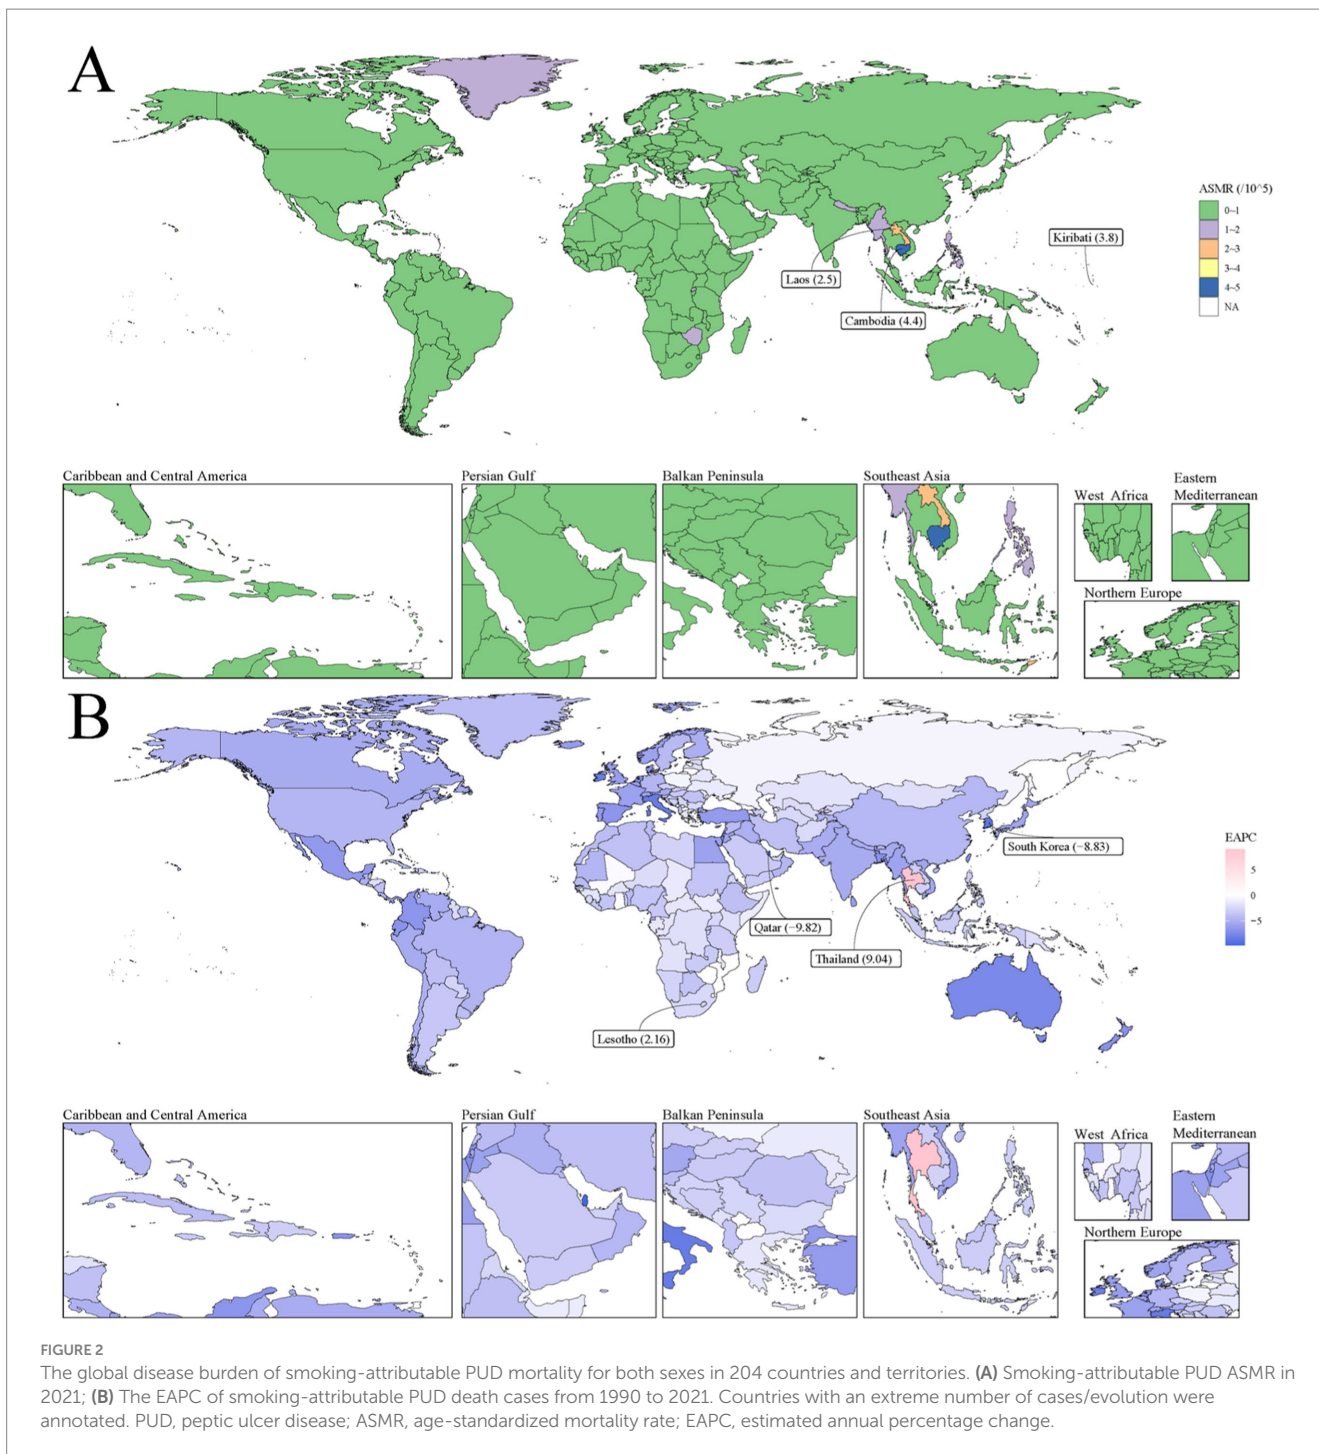 A
ASMR (/10^5)
0~1
1~2
2~3
3~4
4~5
NA
Kiribati (3.8)
Laos (2.5)
Cambodia (4.4)
Caribbean and Central America
Persian Gulf
Balkan Peninsula
Southeast Asia
West Africa
Eastern
Mediterranean
Northern Europe
B
EAPC
5
0
−5
South Korea (−8.83)
Qatar (−9.82)
Thailand (9.04)
Lesotho (2.16)
Caribbean and Central America
Persian Gulf
Balkan Peninsula
Southeast Asia
West Africa
Eastern
Mediterranean
Northern Europe
FIGURE 2
The global disease burden of smoking-attributable PUD mortality for both sexes in 204 countries and territories. (A) Smoking-attributable PUD ASMR in
2021; (B) The EAPC of smoking-attributable PUD death cases from 1990 to 2021. Countries with an extreme number of cases/evolution were
annotated. PUD, peptic ulcer disease; ASMR, age-standardized mortality rate; EAPC, estimated annual percentage change.